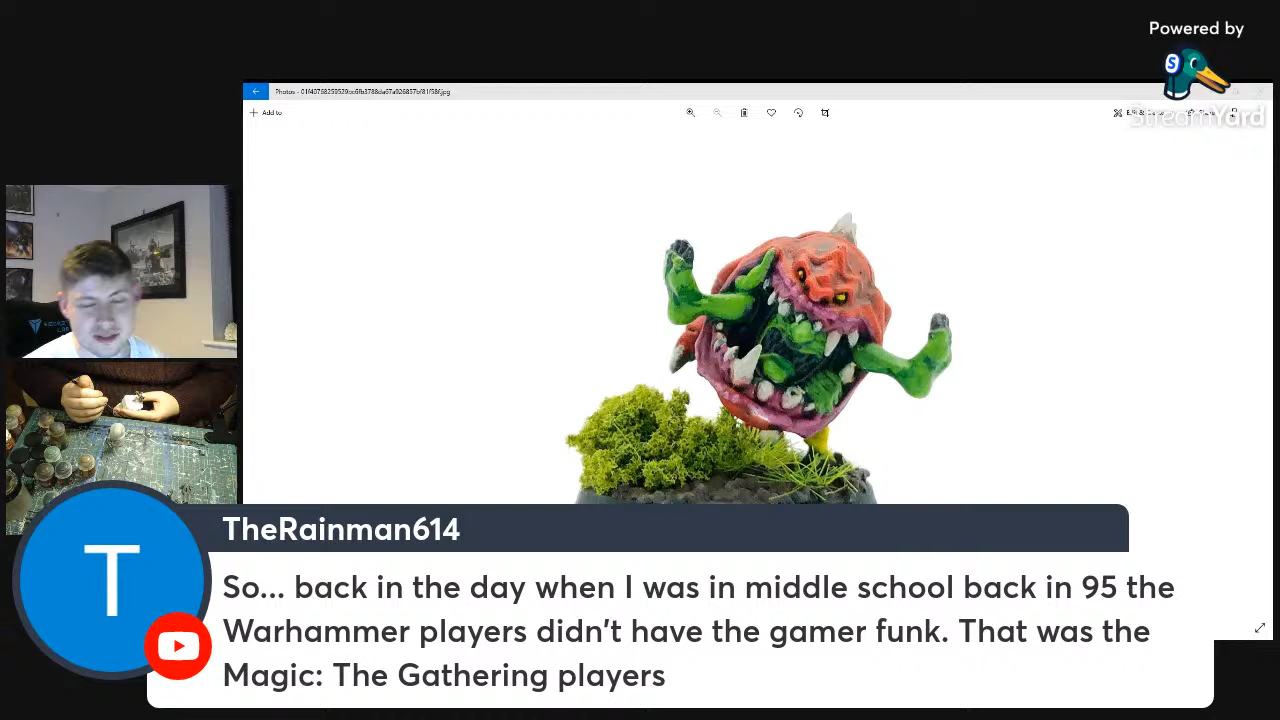 Powered by
StreamYard
Add to
TheRainman614
So... back in the day when I was in middle school back in 95 the
Warhammer players didn't have the gamer funk. That was the
Magic: The Gathering players
T